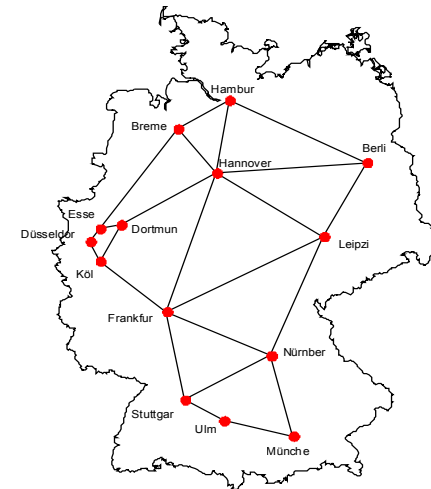 Hambur
Breme
Berli
Hannover
Esse
Dortmun
Düsseldor
Leipzi
Köl
Frankfur
Nürnber
Stuttgar
Ulm
Münche